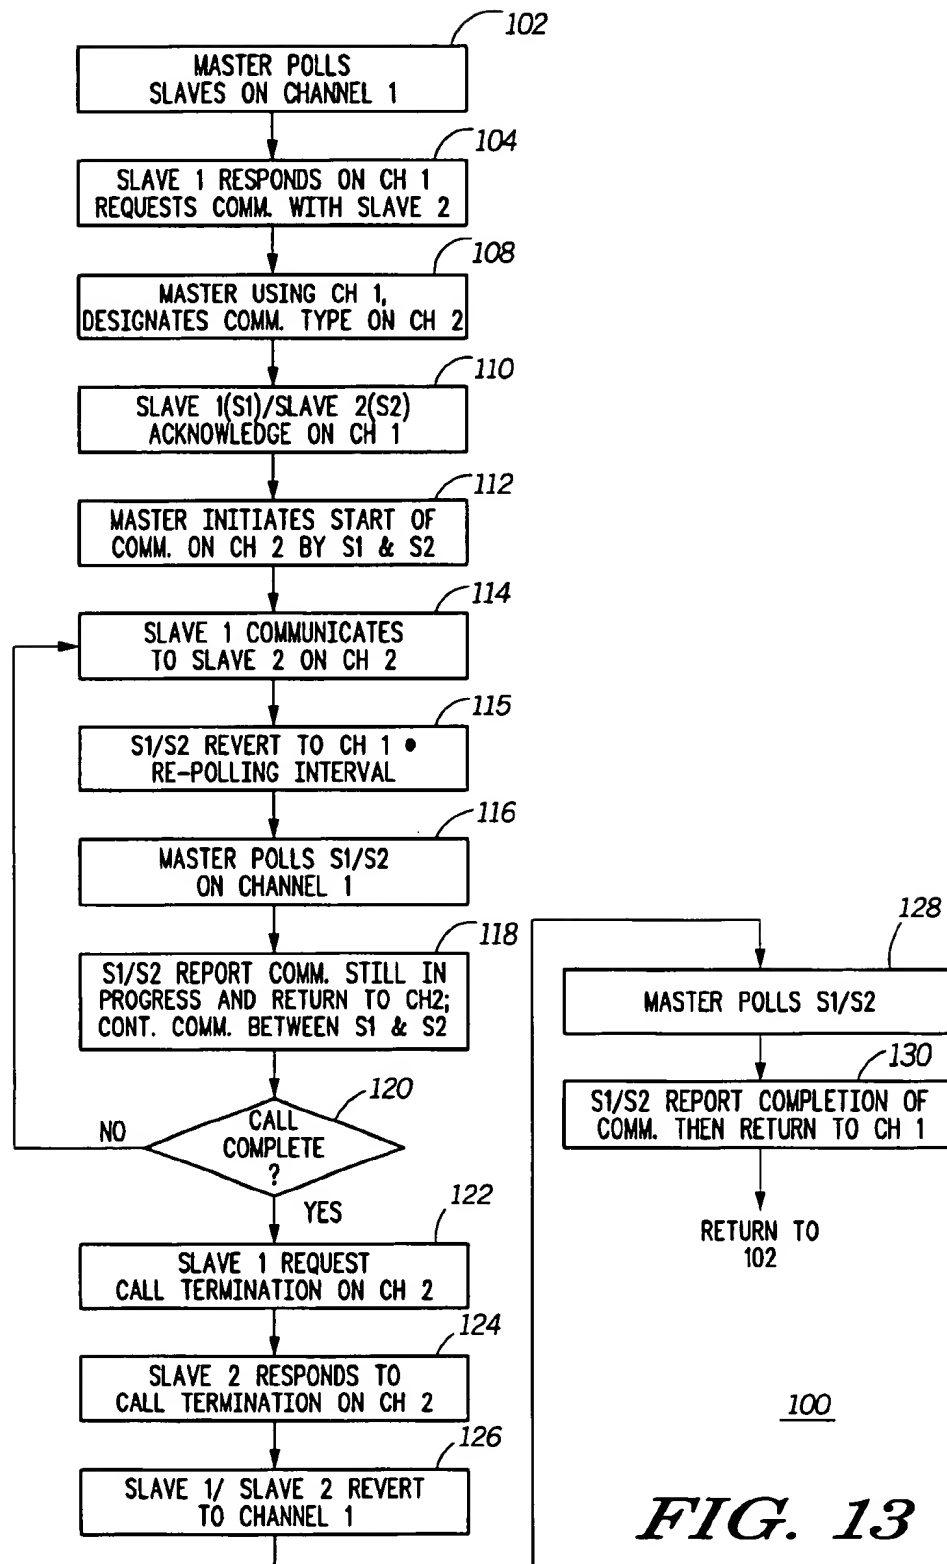 102
MASTER POLLS
SLAVES ON CHANNEL 1
104
SLAVE 1 RESPONDS ON CH 1
REQUESTS COMM. WITH SLAVE 2
108
MASTER USING CH 1,
DESIGNATES COMM. TYPE ON CH 2
110
SLAVE 1(S1)/SLAVE 2(S2)
ACKNOWLEDGE ON CH 1
112
MASTER INITIATES START OF
COMM. ON CH 2 BY S1 & S2
114
SLAVE 1 COMMUNICATES
TO SLAVE 2 ON CH 2
115
S1/S2 REVERT TO CH 1 •
RE-POLLING INTERVAL
116
MASTER POLLS S1/S2
ON CHANNEL 1
118
S1/S2 REPORT COMM. STILL IN
PROGRESS AND RETURN TO CH2;
CONT. COMM. BETWEEN S1 & S2
120
CALL
COMPLETE
?
NO
YES
122
SLAVE 1 REQUEST
CALL TERMINATION ON CH 2
124
SLAVE 2 RESPONDS TO
CALL TERMINATION ON CH 2
126
SLAVE 1/ SLAVE 2 REVERT
TO CHANNEL 1
128
MASTER POLLS S1/S2
130
S1/S2 REPORT COMPLETION OF
COMM. THEN RETURN TO CH 1
RETURN TO
102
100
FIG. 13